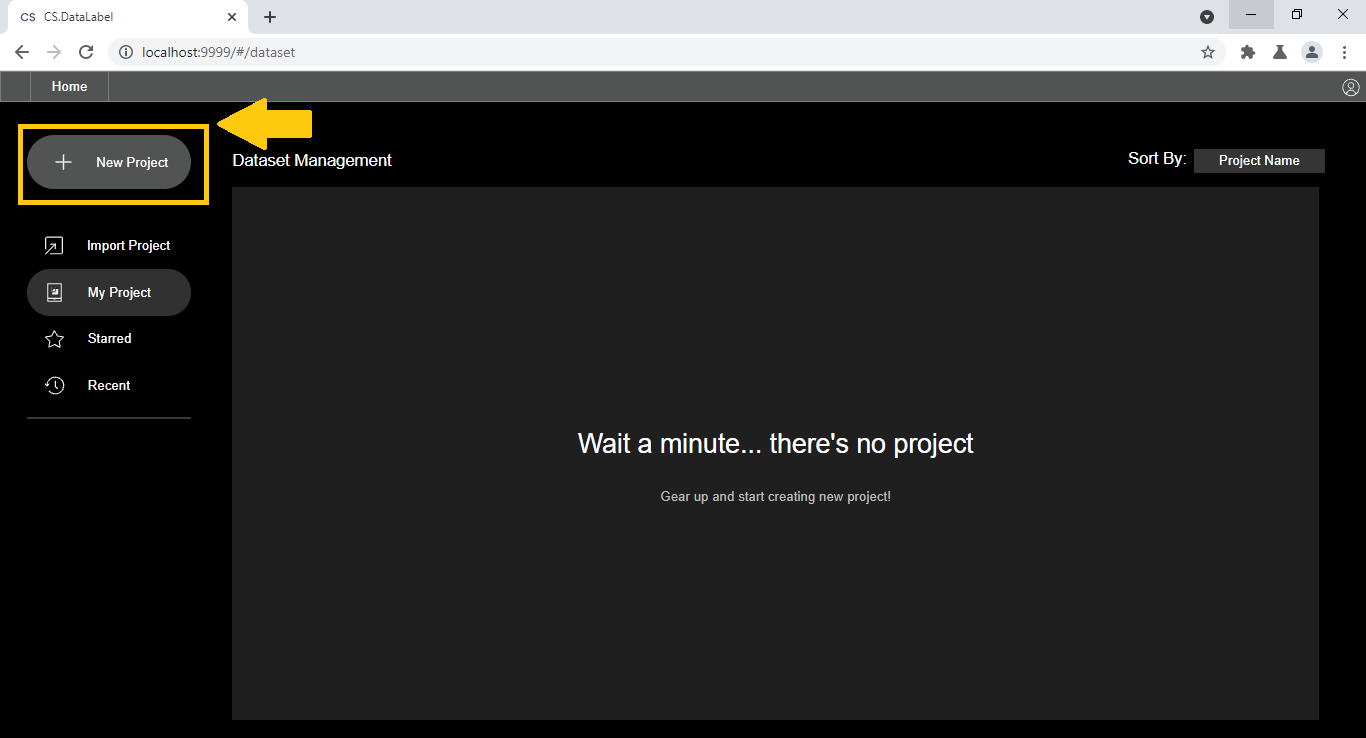 CS CS.DataLabel
localhost:9999/#/dataset
Home
New Project
Dataset Management
Sort By: Project Name
Import Project
My Project
Starred
Recent
Wait a minute... there's no project
Gear up and start creating new project!